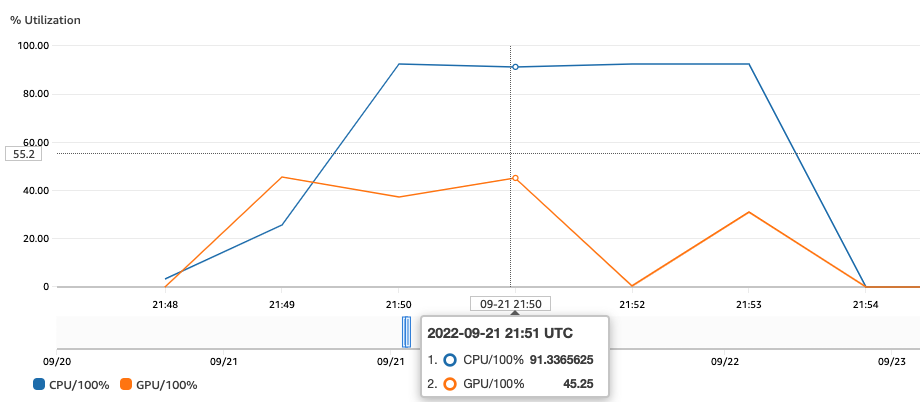 % Utilization
100.00
80.00
60.00
55.2
40.00
20.00
0
21:48 21:49 21:50 09-21 21:50 21:52 21:53 21:54
2022-09-21 21:51 UTC
1. CPU/100% 91.3365625
2. GPU/100% 45.25
09/20 09/21 09/21 09/22 09/23
CPU/100% GPU/100%